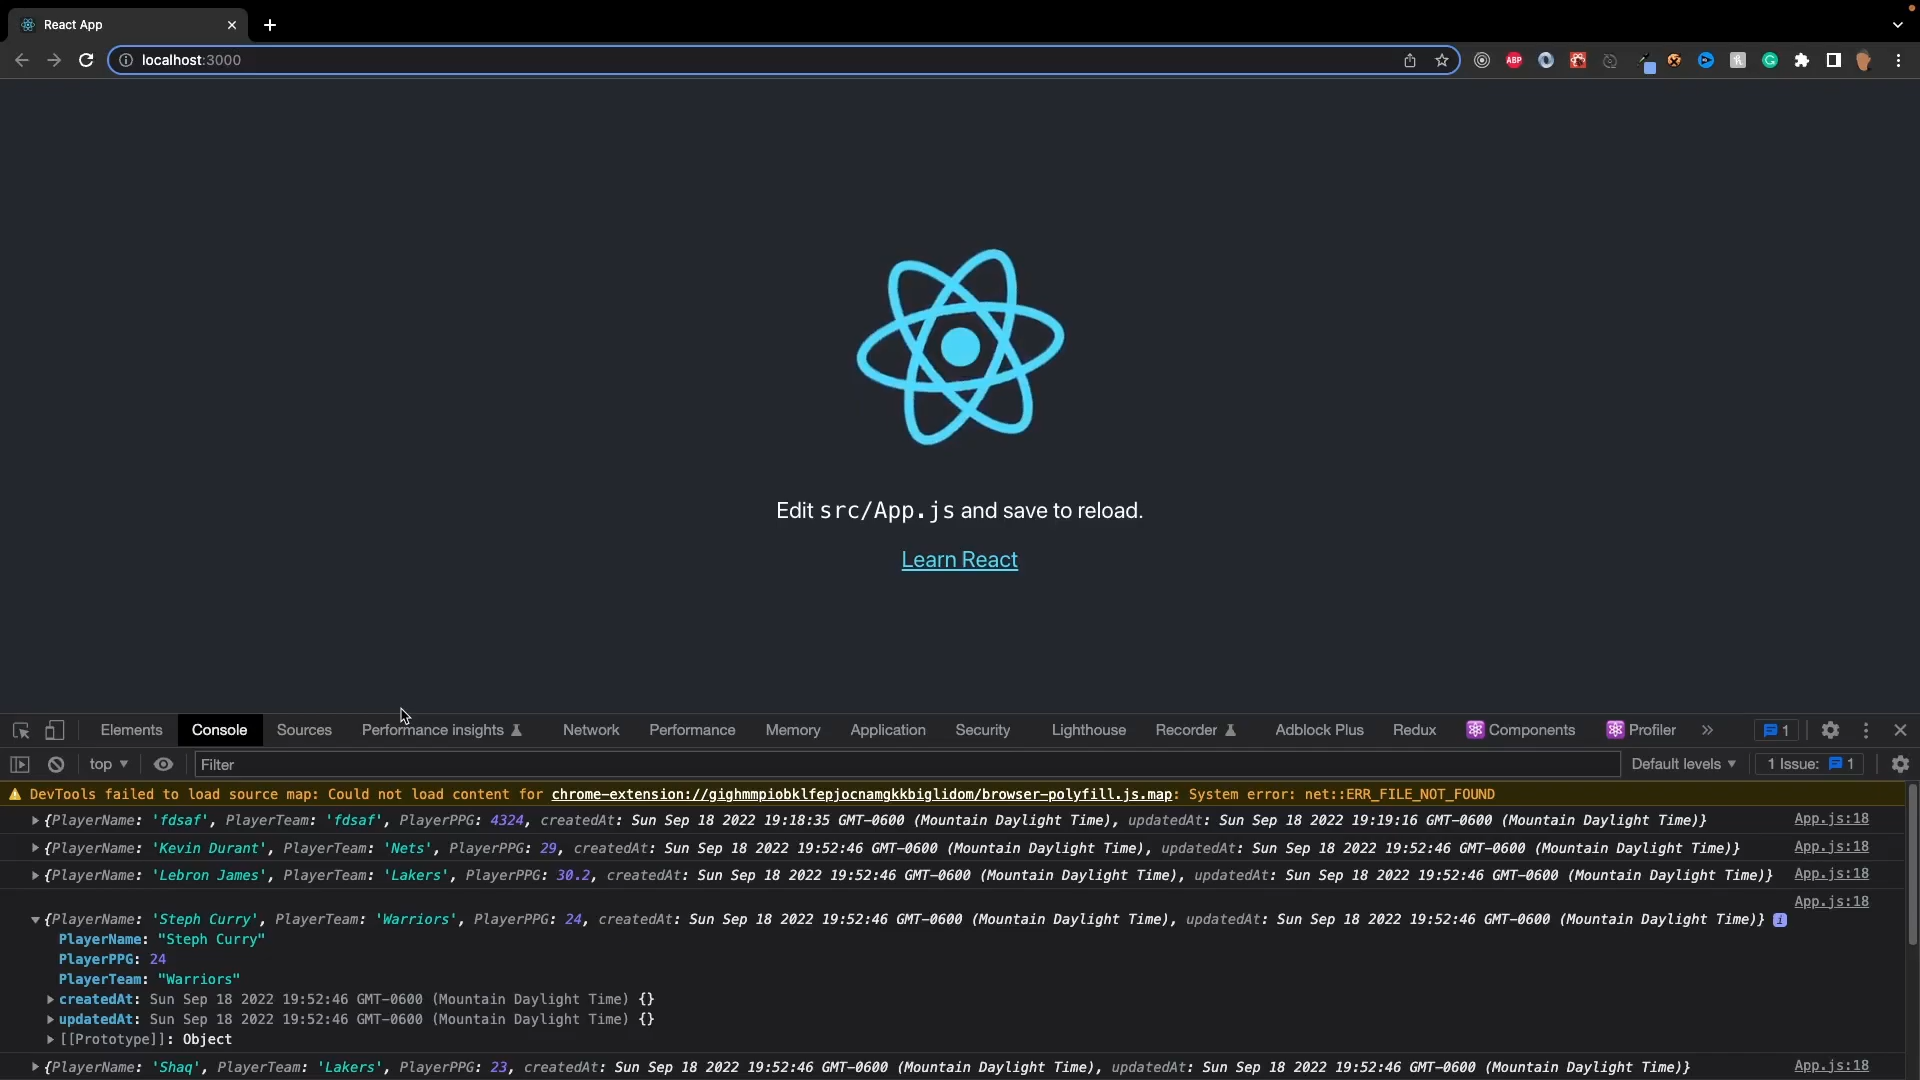 React App
localhost:3000
ABP
Edit src/App.js and save to reload.
Learn React
Elements Console Sources Performance insights Network Performance Memory Application Security Lighthouse Recorder Adblock Plus Redux Components Profiler » 1
top Filter Default levels 1 Issue: 1
DevTools failed to load source map: Could not load content for chrome-extension://gighmmpiobklfepjocnamgkkbiglidom/browser-polyfill.js.map: System error: net::ERR_FILE_NOT_FOUND
{PlayerName: 'fdsaf', PlayerTeam: 'fdsaf', PlayerPPG: 4324, createdAt: Sun Sep 18 2022 19:18:35 GMT-0600 (Mountain Daylight Time), updatedAt: Sun Sep 18 2022 19:19:16 GMT-0600 (Mountain Daylight Time)} App.js:18
{PlayerName: 'Kevin Durant', PlayerTeam: 'Nets', PlayerPPG: 29, createdAt: Sun Sep 18 2022 19:52:46 GMT-0600 (Mountain Daylight Time), updatedAt: Sun Sep 18 2022 19:52:46 GMT-0600 (Mountain Daylight Time)} App.js:18
{PlayerName: 'Lebron James', PlayerTeam: 'Lakers', PlayerPPG: 30.2, createdAt: Sun Sep 18 2022 19:52:46 GMT-0600 (Mountain Daylight Time), updatedAt: Sun Sep 18 2022 19:52:46 GMT-0600 (Mountain Daylight Time)} App.js:18
App.js:18
{PlayerName: 'Steph Curry', PlayerTeam: 'Warriors', PlayerPPG: 24, createdAt: Sun Sep 18 2022 19:52:46 GMT-0600 (Mountain Daylight Time), updatedAt: Sun Sep 18 2022 19:52:46 GMT-0600 (Mountain Daylight Time)} i
PlayerName: "Steph Curry"
PlayerPPG: 24
PlayerTeam: "Warriors"
createdAt: Sun Sep 18 2022 19:52:46 GMT-0600 (Mountain Daylight Time) {}
updatedAt: Sun Sep 18 2022 19:52:46 GMT-0600 (Mountain Daylight Time) {}
[[Prototype]]: Object
{PlayerName: 'Shaq', PlayerTeam: 'Lakers', PlayerPPG: 23, createdAt: Sun Sep 18 2022 19:52:46 GMT-0600 (Mountain Daylight Time), updatedAt: Sun Sep 18 2022 19:52:46 GMT-0600 (Mountain Daylight Time)} App.js:18